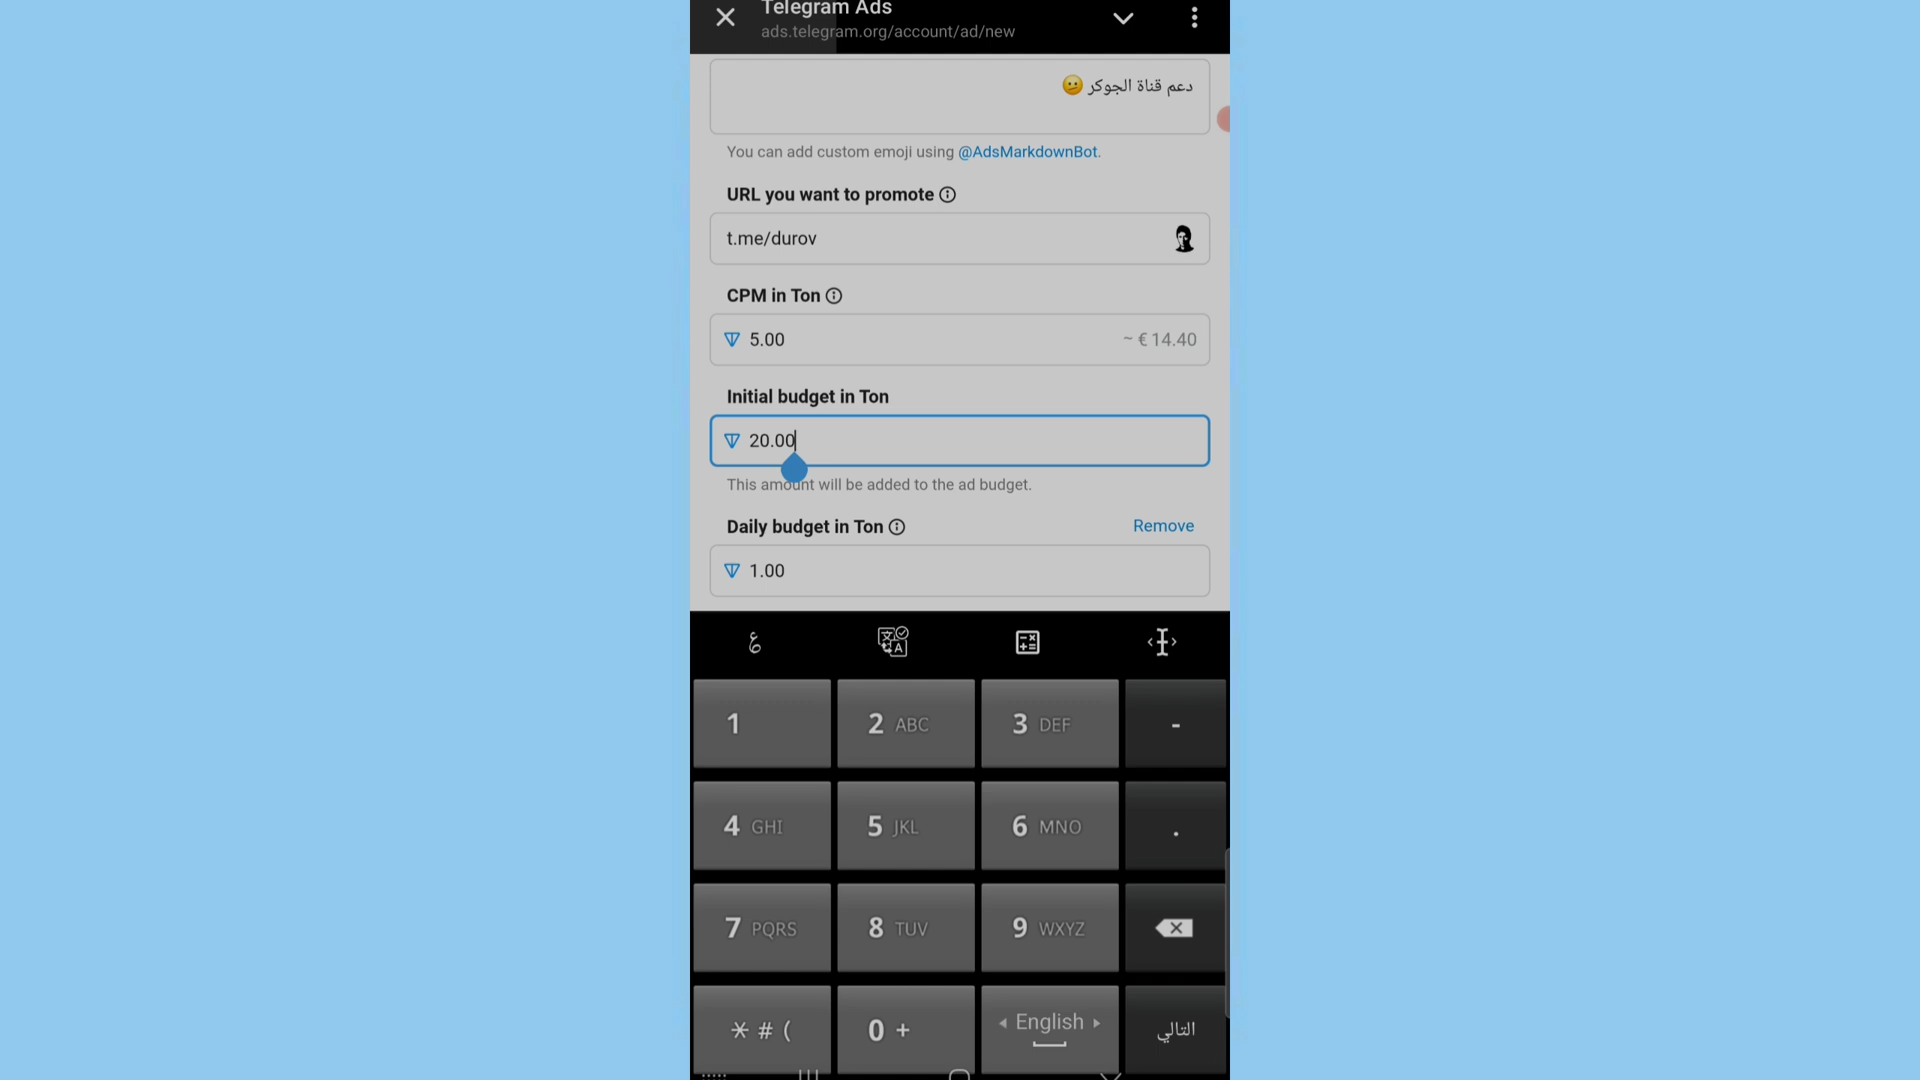 Telegram Ads
ads.telegram.org/account/ad/new
دعم قناة الجوكر 🫤
You can add custom emoji using @AdsMarkdownBot.
URL you want to promote
t.me/durov
CPM in Ton
5.00
~ € 14.40
Initial budget in Ton
20.00
This amount will be added to the ad budget.
Daily budget in Ton
Remove
1.00
ع
1
2 ABC
3 DEF
-
4 GHI
5 JKL
6 MNO
.
7 PQRS
8 TUV
9 WXYZ
* # (
0 +
English
التالي